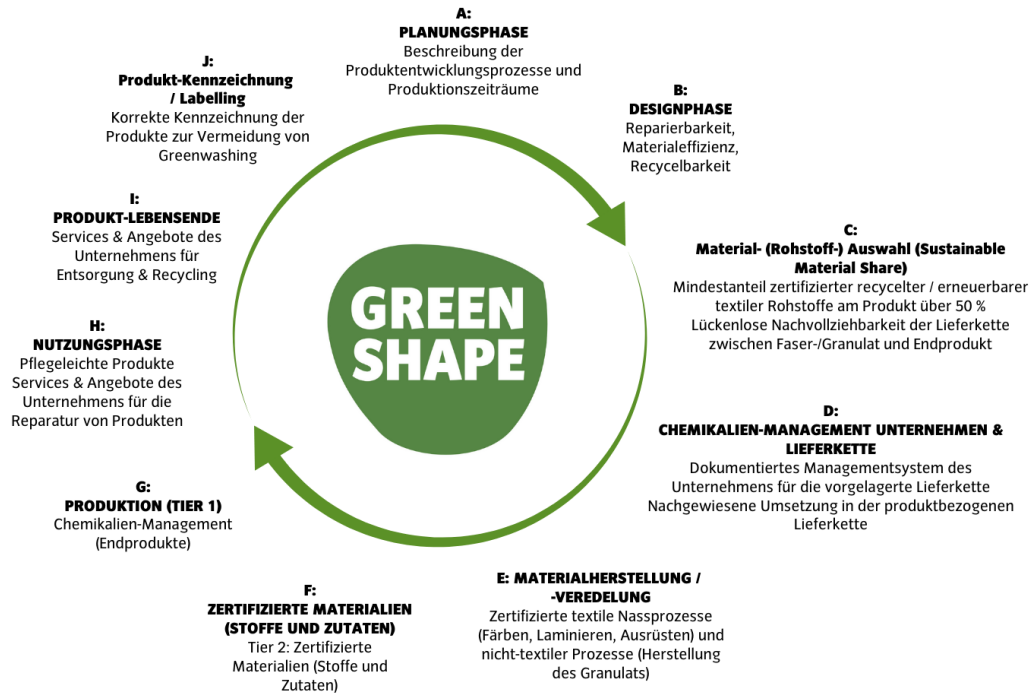 A:
PLANUNGSPHASE
Beschreibung der
Produktentwicklungsprozesse und
Produktionszeiträume
B:
DESIGNPHASE
Reparierbarkeit,
Materialeffizienz,
Recycelbarkeit
C:
Material- (Rohstoff-) Auswahl (Sustainable
Material Share)
Mindestanteil zertifizierter recycelter / erneuerbarer
textiler Rohstoffe am Produkt über 50 %
Lückenlose Nachvollziehbarkeit der Lieferkette
zwischen Faser-/Granulat und Endprodukt
D:
CHEMIKALIEN-MANAGEMENT UNTERNEHMEN &
LIEFERKETTE
Dokumentiertes Managementsystem des
Unternehmens für die vorgelagerte Lieferkette
Nachgewiesene Umsetzung in der produktbezogenen
Lieferkette
E: MATERIALHERSTELLUNG /
-VEREDELUNG
Zertifizierte textile Nassprozesse
(Färben, Laminieren, Ausrüsten) und
nicht-textiler Prozesse (Herstellung
des Granulats)
F:
ZERTIFIZIERTE MATERIALIEN
(STOFFE UND ZUTATEN)
Tier 2: Zertifizierte
Materialien (Stoffe und
Zutaten)
G:
PRODUKTION (TIER 1)
Chemikalien-Management
(Endprodukte)
H:
NUTZUNGSPHASE
Pflegeleichte Produkte
Services & Angebote des
Unternehmens für die
Reparatur von Produkten
I:
PRODUKT-LEBENSENDE
Services & Angebote des
Unternehmens für
Entsorgung & Recycling
J:
Produkt-Kennzeichnung
/ Labelling
Korrekte Kennzeichnung der
Produkte zur Vermeidung von
Greenwashing
GREEN
SHAPE